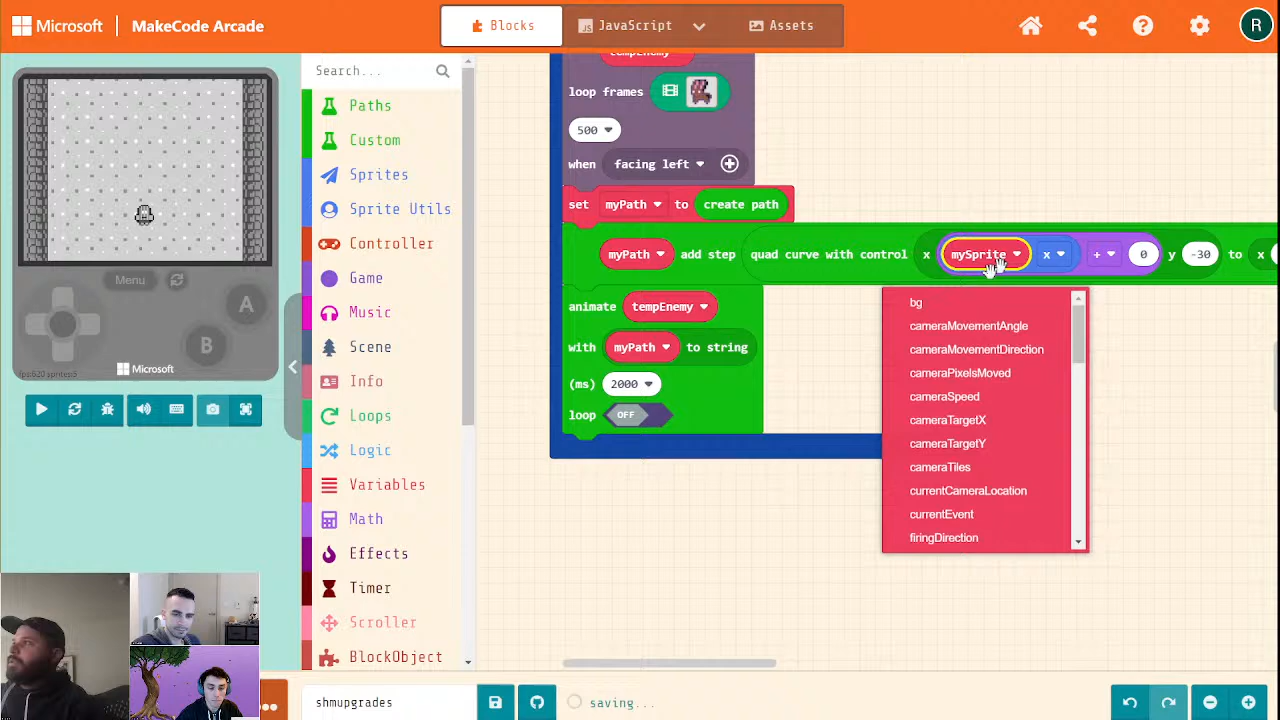 Microsoft MakeCode Arcade
Blocks
JavaScript
Assets
R
Search...
Paths
Custom
Sprites
Sprite Utils
Controller
Game
Music
Scene
Info
Loops
Logic
Variables
Math
Effects
Timer
Scroller
BlockObject
Menu
A
B
Microsoft
tempEnemy
loop frames
500
when facing left
set myPath to create path
myPath add step quad curve with control x mySprite x + 0 y -30 to x
animate tempEnemy
with myPath to string
(ms) 2000
loop OFF
bg
cameraMovementAngle
cameraMovementDirection
cameraPixelsMoved
cameraSpeed
cameraTargetX
cameraTargetY
cameraTiles
currentCameraLocation
currentEvent
firingDirection
shmupgrades
saving...